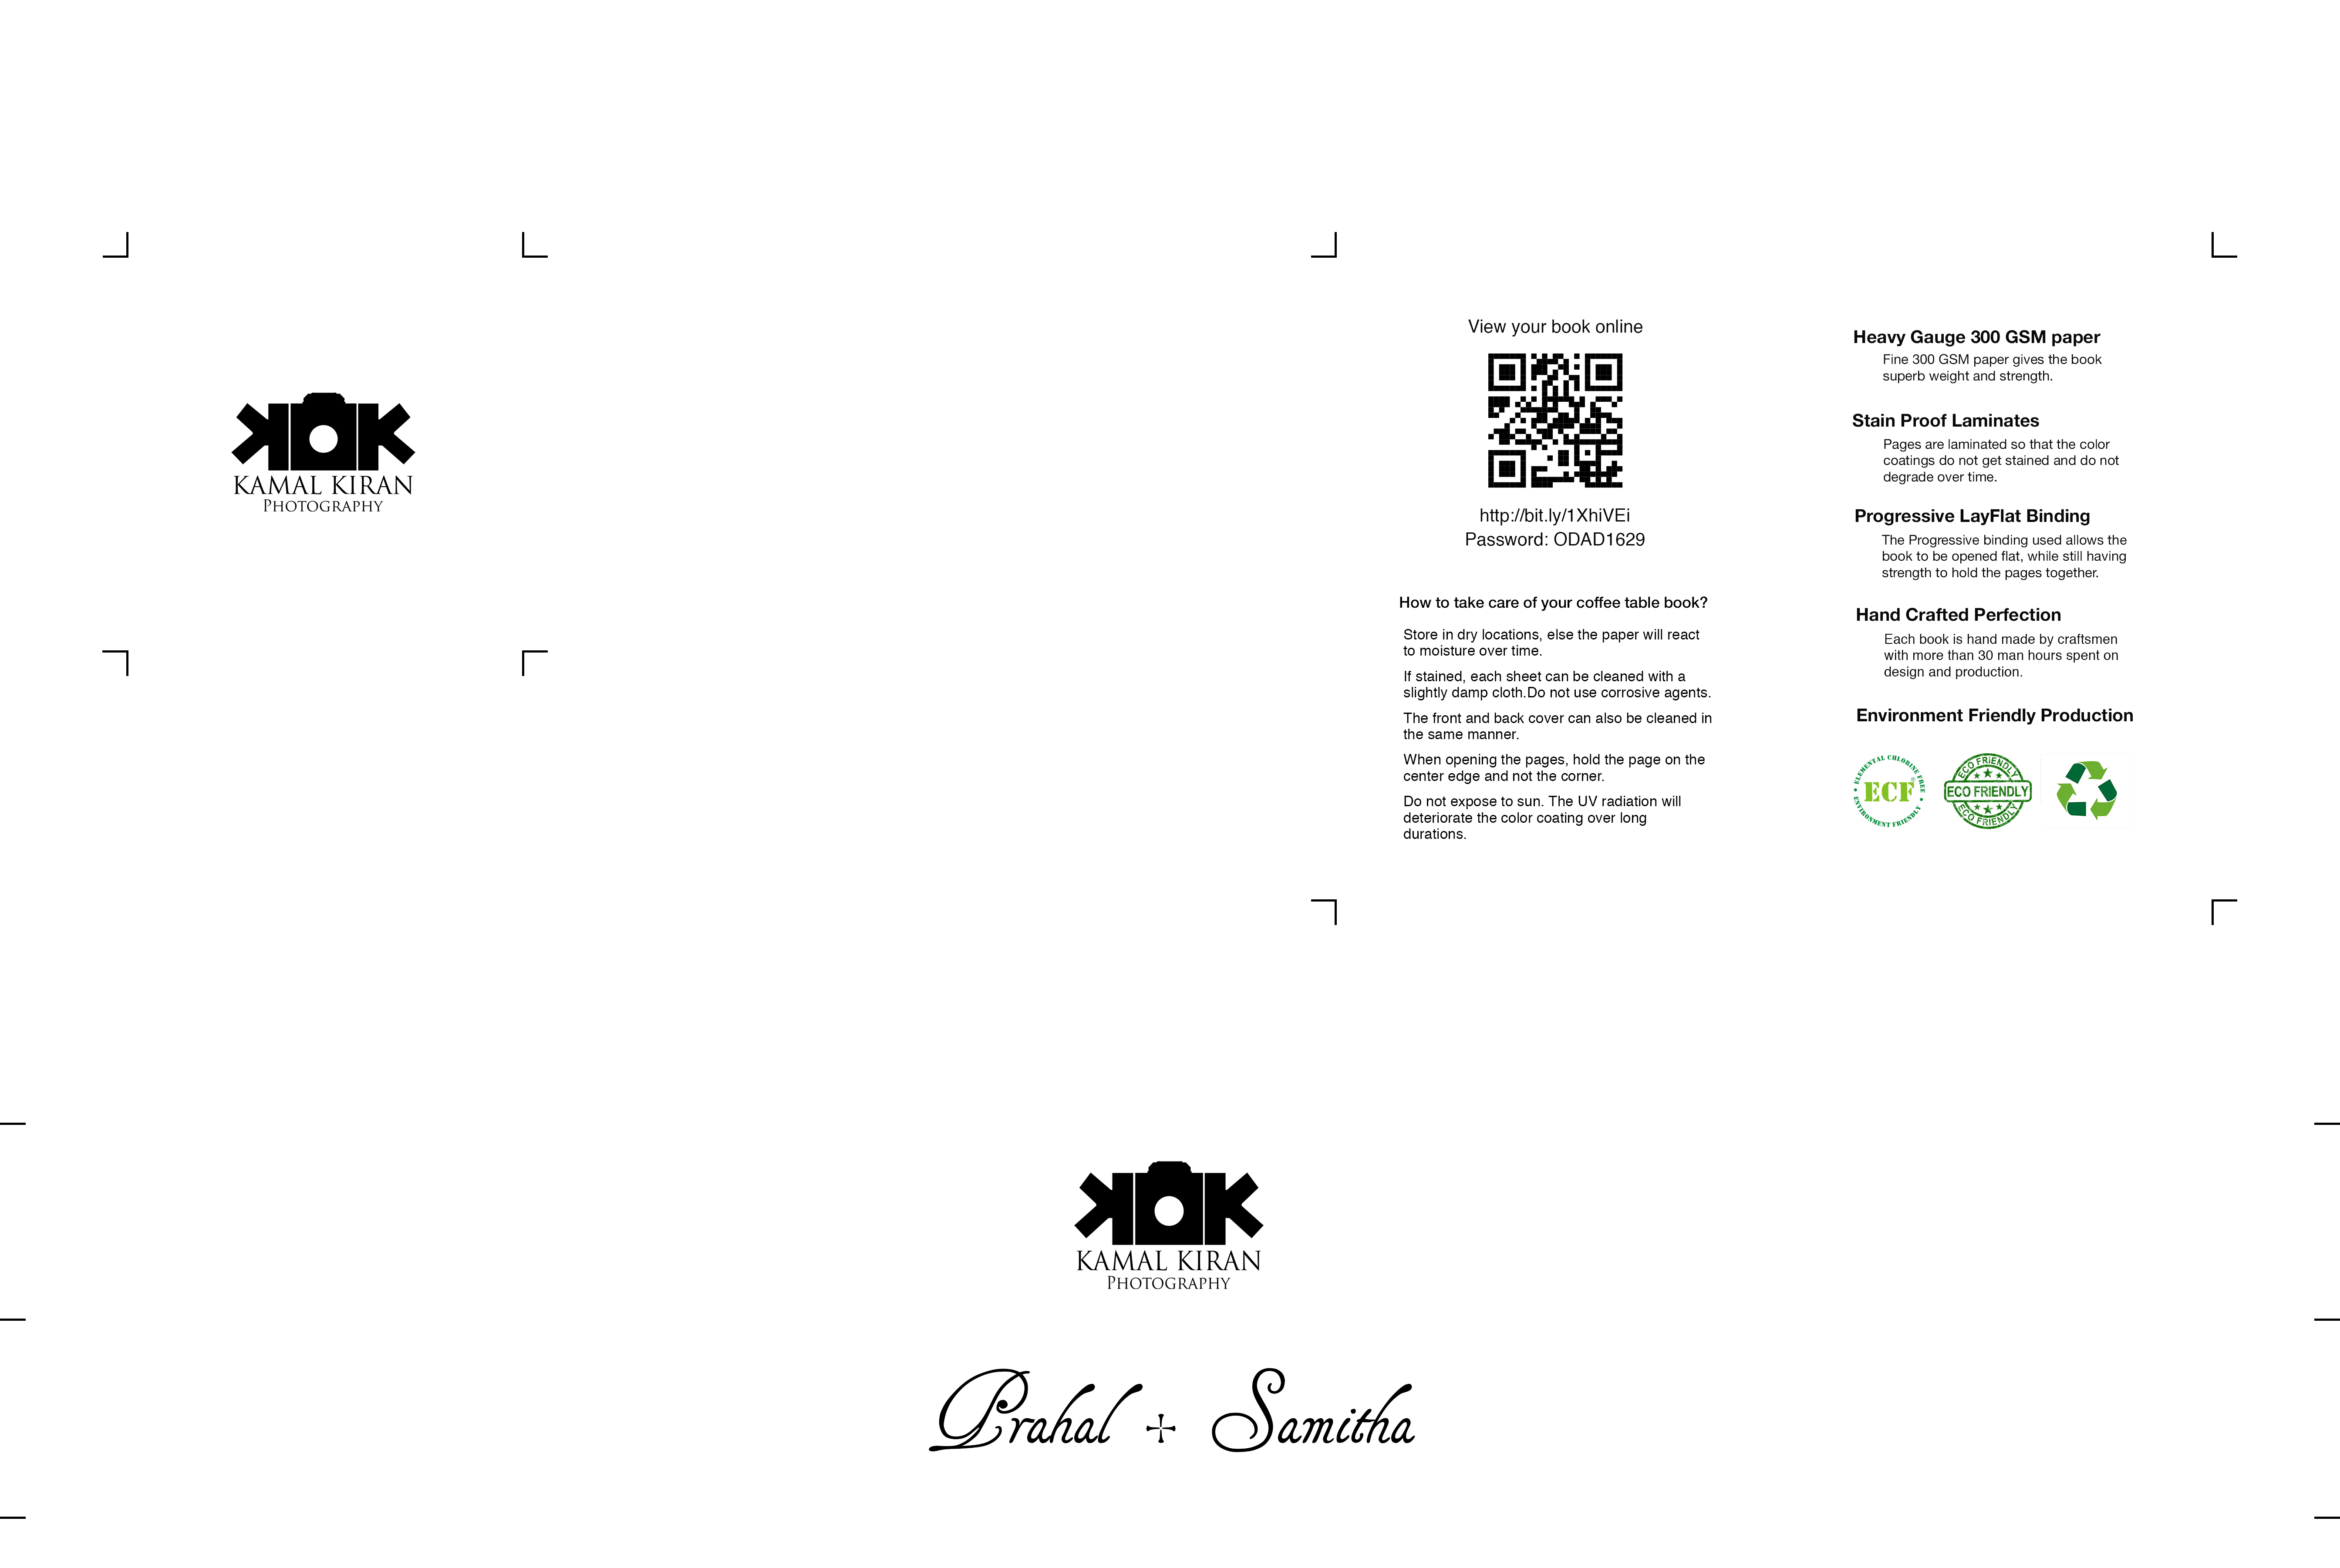 KAMAL KIRAN
PHOTOGRAPHY
View your book online
http://bit.ly/1XhiVEi
Password: ODAD1629
How to take care of your coffee table book?
Store in dry locations, else the paper will react
to moisture over time.
If stained, each sheet can be cleaned with a
slightly damp cloth.Do not use corrosive agents.
The front and back cover can also be cleaned in
the same manner.
When opening the pages, hold the page on the
center edge and not the corner.
Do not expose to sun. The UV radiation will
deteriorate the color coating over long
durations.
Heavy Gauge 300 GSM paper
Fine 300 GSM paper gives the book
superb weight and strength.
Stain Proof Laminates
Pages are laminated so that the color
coatings do not get stained and do not
degrade over time.
Progressive LayFlat Binding
The Progressive binding used allows the
book to be opened flat, while still having
strength to hold the pages together.
Hand Crafted Perfection
Each book is hand made by craftsmen
with more than 30 man hours spent on
design and production.
Environment Friendly Production
ELEMENTAL CHLORINE FREE
ECF
ENVIRONMENT FRIENDLY
ECO FRIENDLY
ECO FRIENDLY
ECO FRIENDLY
KAMAL KIRAN
PHOTOGRAPHY
Prahal + Samitha